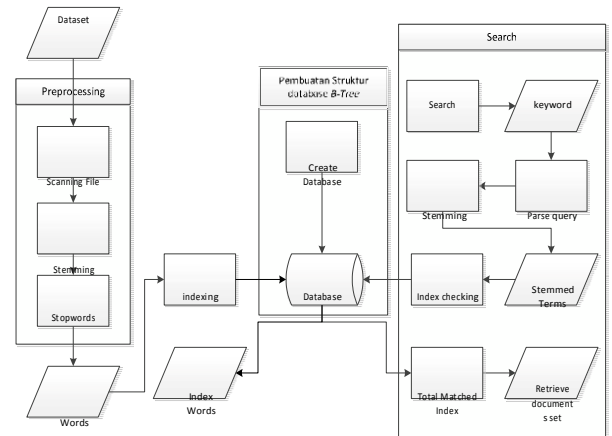 Dataset
Preprocessing
Scanning File
Stemming
Stopwords
Words
indexing
Pembuatan Struktur
database B-Tree
Create
Database
Database
Index
Words
Search
Search
keyword
Parse query
Stemming
Stemmed
Terms
Index checking
Total Matched
Index
Retrieve
document
s set